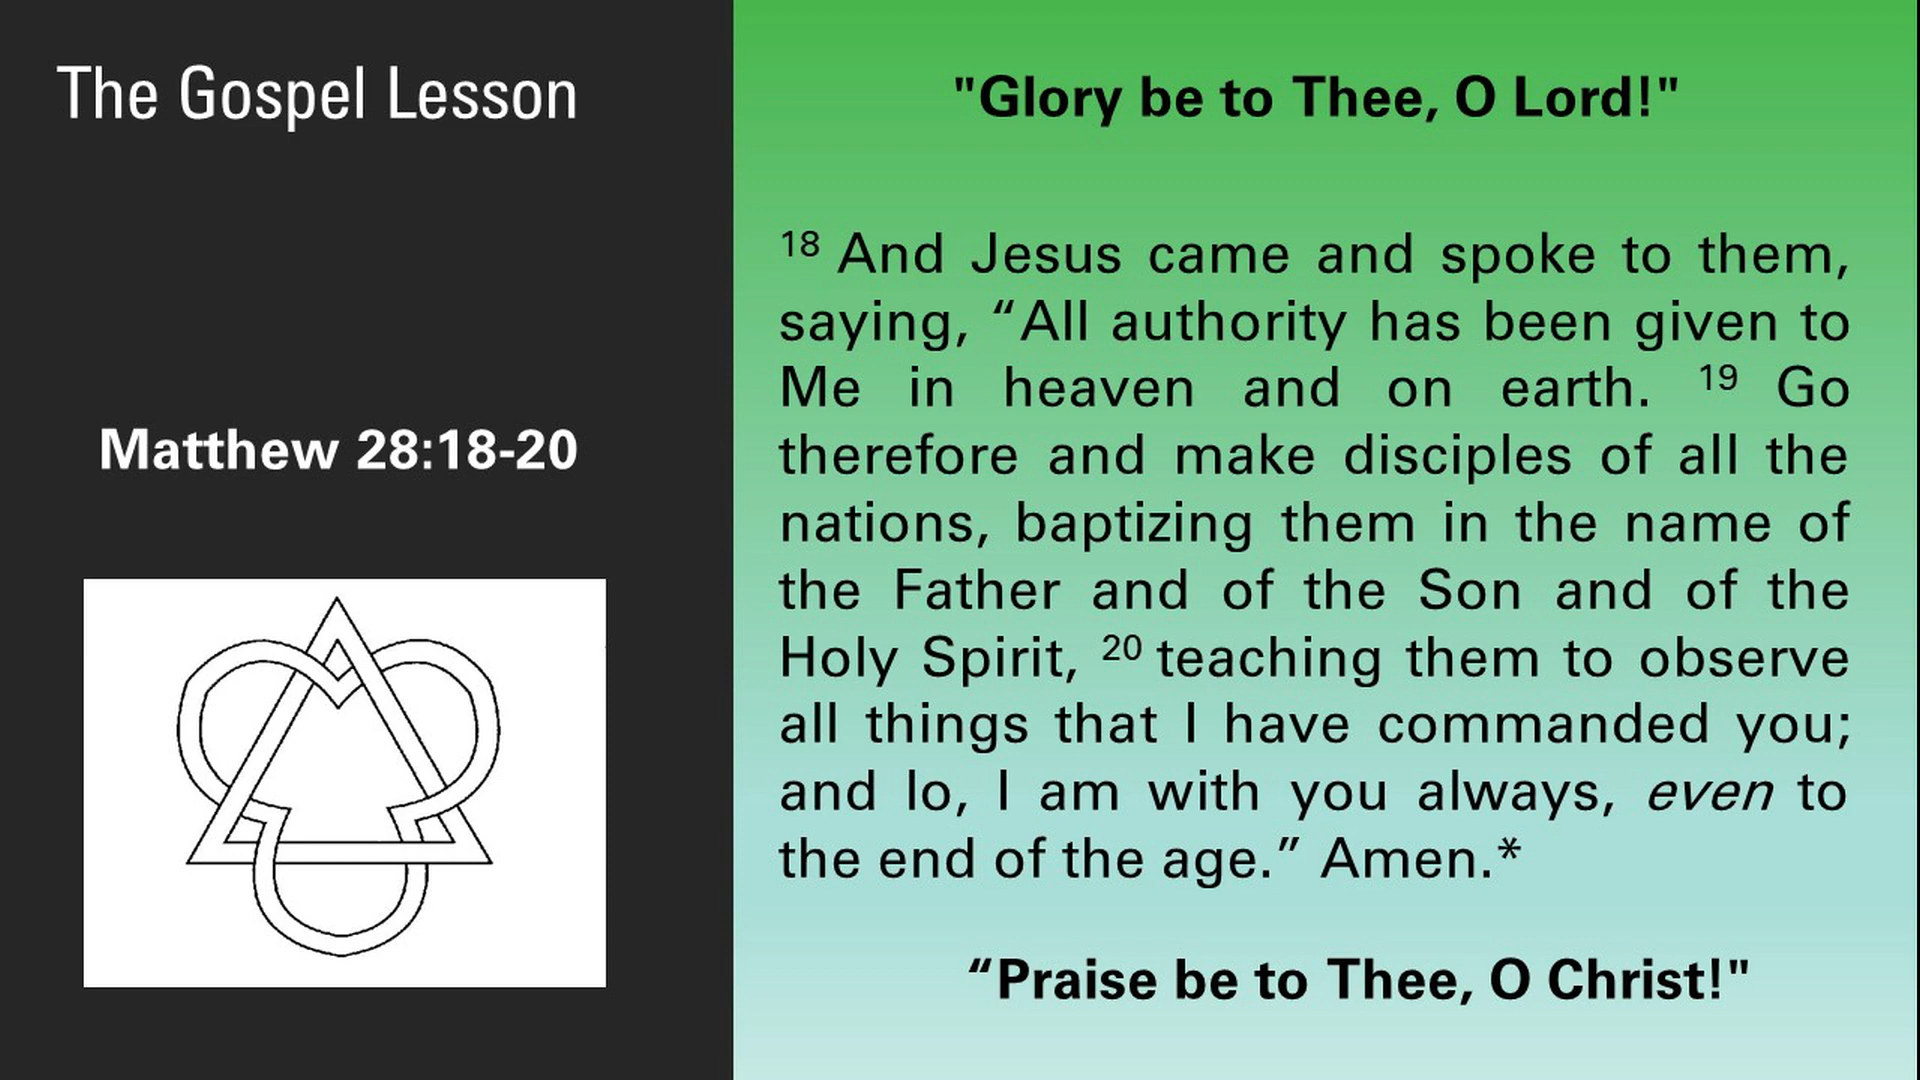 The Gospel Lesson
Matthew 28:18-20
"Glory be to Thee, O Lord!"
18 And Jesus came and spoke to them,
saying, “All authority has been given to
Me in heaven and on earth. 19 Go
therefore and make disciples of all the
nations, baptizing them in the name of
the Father and of the Son and of the
Holy Spirit, 20 teaching them to observe
all things that I have commanded you;
and lo, I am with you always, even to
the end of the age.” Amen.*
“Praise be to Thee, O Christ!"